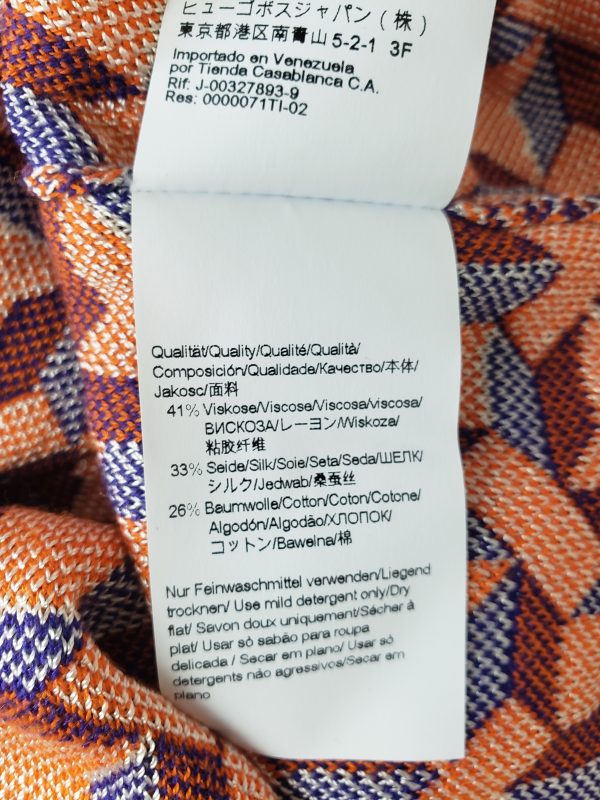 ヒューゴボスジャパン(株)
東京都港区南青山 5-2-1 3F
Importado en Venezuela
por Tienda Casablanca C.A.
Rif: J-00327893-9
Res: 0000071TI-02
Qualität/Quality/Qualité/Qualità/
Composición/Qualidade/Качество/本体/
Jakosc/面料
41% Viskose/Viscose/Viscosa/viscosa/
ВИСКОЗА/レーヨン/Wiskoza/
粘胶纤维
33% Seide/Silk/Soie/Seta/Seda/ШЕЛК/
シルク/Jedwab/桑蚕丝
26% Baumwolle/Cotton/Coton/Cotone/
Algodón/Algodão/ХЛОПОК/
コットン/Bawelna/棉
Nur Feinwaschmittel verwenden/Liegend
trocknen/ Use mild detergent only/Dry
flat/ Savon doux uniquement/Sécher à
plat/ Usar sò sabão para roupa
delicada / Secar em plano/ Usar sò
detergents não agressivos/Secar em
plano